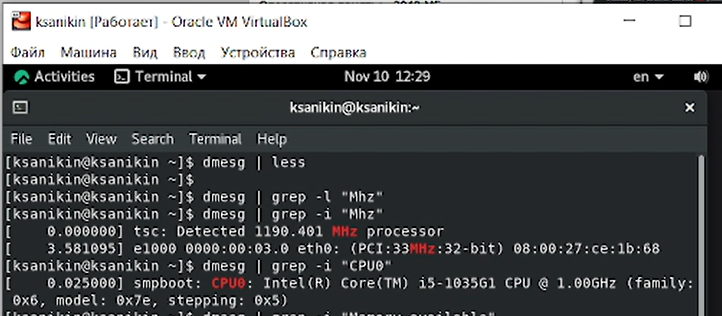 ksanikin [Работает] - Oracle VM VirtualBox
Файл Машина Вид Ввод Устройства Справка
Activities Terminal Nov 10 12:29 en
ksanikin@ksanikin:~
File Edit View Search Terminal Help
[ksanikin@ksanikin ~]$ dmesg | less
[ksanikin@ksanikin ~]$
[ksanikin@ksanikin ~]$ dmesg | grep -l "Mhz"
[ksanikin@ksanikin ~]$ dmesg | grep -i "Mhz"
[    0.000000] tsc: Detected 1190.401 MHz processor
[    3.581095] e1000 0000:00:03.0 eth0: (PCI:33MHz:32-bit) 08:00:27:ce:1b:68
[ksanikin@ksanikin ~]$ dmesg | grep -i "CPU0"
[    0.025000] smpboot: CPU0: Intel(R) Core(TM) i5-1035G1 CPU @ 1.00GHz (family:
0x6, model: 0x7e, stepping: 0x5)